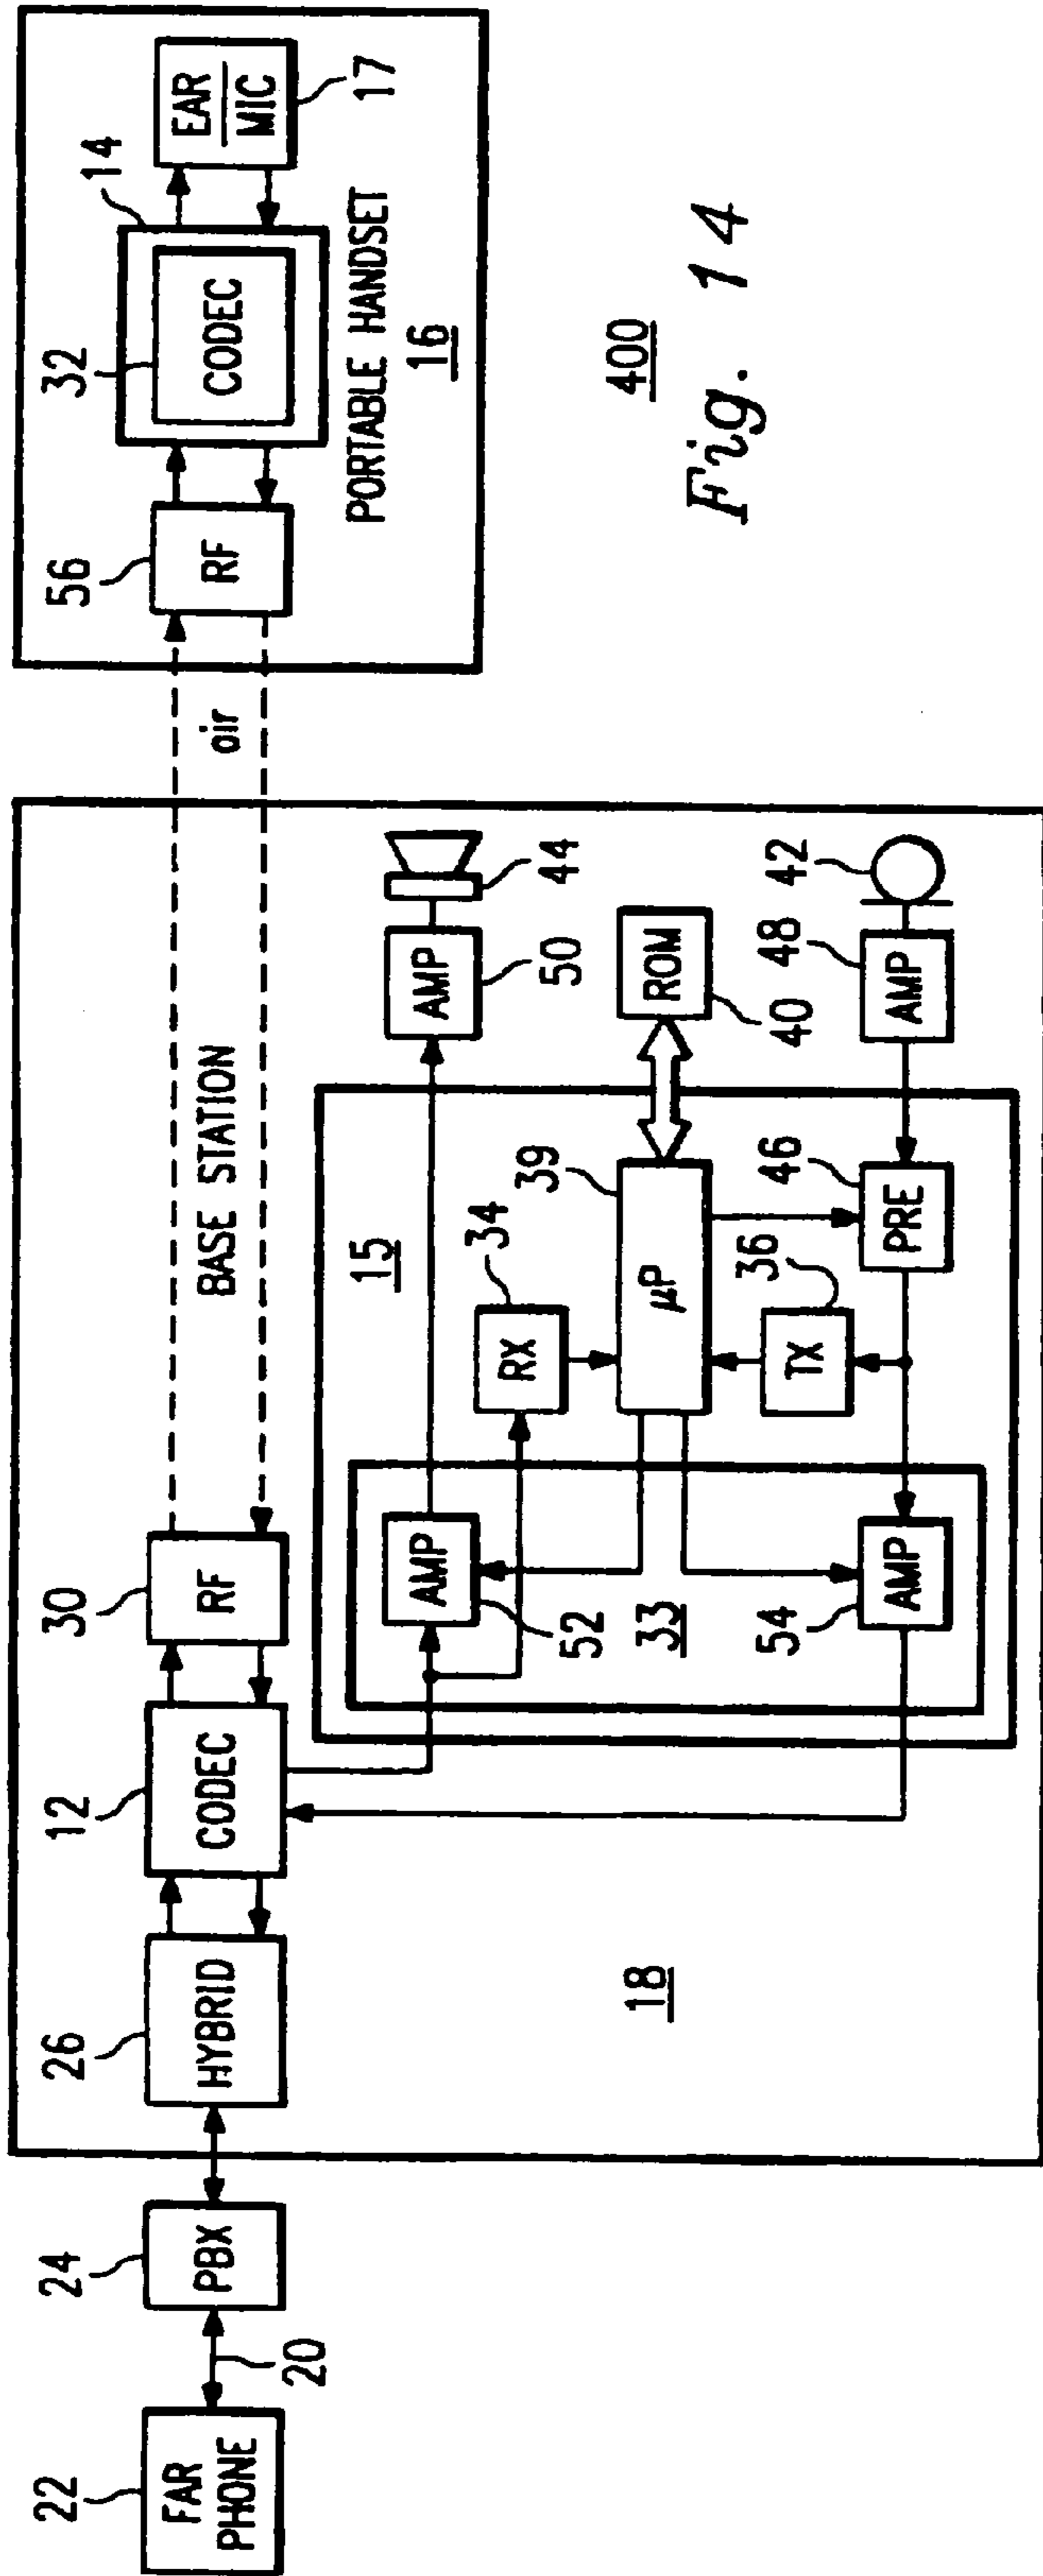 22
FAR
PHONE
20
24
PBX
26
HYBRID
12
CODEC
30
RF
BASE STATION
air
56
RF
32
CODEC
14
EAR
MIC
17
PORTABLE HANDSET
16
18
AMP
52
33
54
AMP
15
RX
34
µP
39
TX
36
PRE
46
AMP
50
44
ROM
40
AMP
48
42
400
Fig. 14